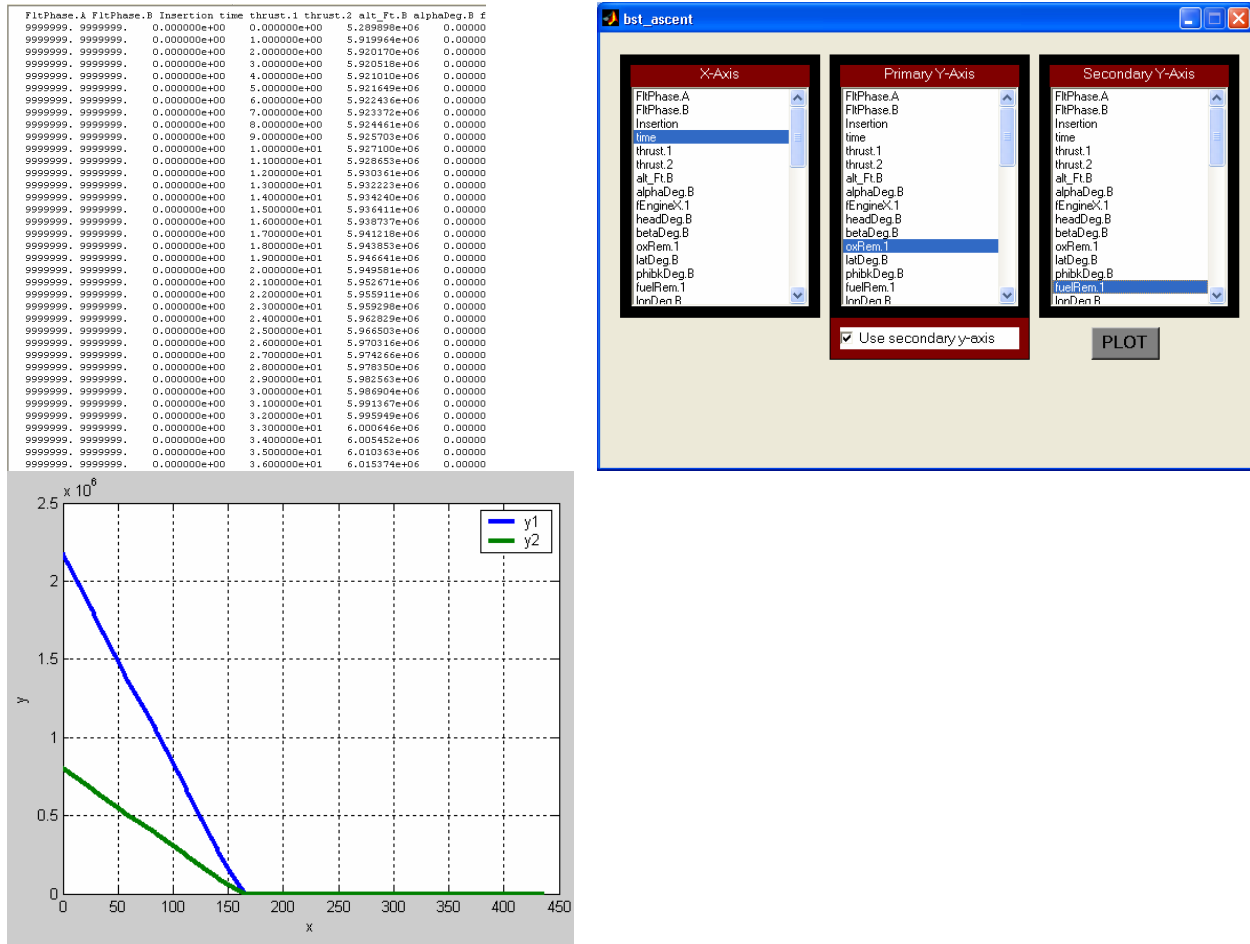 FltPhase.A FltPhase.B Insertion time thrust.1 thrust.2 alt_Ft.B alphaDeg.B f
9999999. 9999999. 0.000000e+00 0.000000e+00 5.289898e+06 0.00000
9999999. 9999999. 0.000000e+00 1.000000e+00 5.919964e+06 0.00000
9999999. 9999999. 0.000000e+00 2.000000e+00 5.920170e+06 0.00000
9999999. 9999999. 0.000000e+00 3.000000e+00 5.920518e+06 0.00000
9999999. 9999999. 0.000000e+00 4.000000e+00 5.921010e+06 0.00000
9999999. 9999999. 0.000000e+00 5.000000e+00 5.921649e+06 0.00000
9999999. 9999999. 0.000000e+00 6.000000e+00 5.922436e+06 0.00000
9999999. 9999999. 0.000000e+00 7.000000e+00 5.923372e+06 0.00000
9999999. 9999999. 0.000000e+00 8.000000e+00 5.924461e+06 0.00000
9999999. 9999999. 0.000000e+00 9.000000e+00 5.925703e+06 0.00000
9999999. 9999999. 0.000000e+00 1.000000e+01 5.927100e+06 0.00000
9999999. 9999999. 0.000000e+00 1.100000e+01 5.928653e+06 0.00000
9999999. 9999999. 0.000000e+00 1.200000e+01 5.930361e+06 0.00000
9999999. 9999999. 0.000000e+00 1.300000e+01 5.932223e+06 0.00000
9999999. 9999999. 0.000000e+00 1.400000e+01 5.934240e+06 0.00000
9999999. 9999999. 0.000000e+00 1.500000e+01 5.936411e+06 0.00000
9999999. 9999999. 0.000000e+00 1.600000e+01 5.938737e+06 0.00000
9999999. 9999999. 0.000000e+00 1.700000e+01 5.941218e+06 0.00000
9999999. 9999999. 0.000000e+00 1.800000e+01 5.943853e+06 0.00000
9999999. 9999999. 0.000000e+00 1.900000e+01 5.946641e+06 0.00000
9999999. 9999999. 0.000000e+00 2.000000e+01 5.949581e+06 0.00000
9999999. 9999999. 0.000000e+00 2.100000e+01 5.952671e+06 0.00000
9999999. 9999999. 0.000000e+00 2.200000e+01 5.955911e+06 0.00000
9999999. 9999999. 0.000000e+00 2.300000e+01 5.959298e+06 0.00000
9999999. 9999999. 0.000000e+00 2.400000e+01 5.962829e+06 0.00000
9999999. 9999999. 0.000000e+00 2.500000e+01 5.966503e+06 0.00000
9999999. 9999999. 0.000000e+00 2.600000e+01 5.970316e+06 0.00000
9999999. 9999999. 0.000000e+00 2.700000e+01 5.974266e+06 0.00000
9999999. 9999999. 0.000000e+00 2.800000e+01 5.978350e+06 0.00000
9999999. 9999999. 0.000000e+00 2.900000e+01 5.982563e+06 0.00000
9999999. 9999999. 0.000000e+00 3.000000e+01 5.986904e+06 0.00000
9999999. 9999999. 0.000000e+00 3.100000e+01 5.991367e+06 0.00000
9999999. 9999999. 0.000000e+00 3.200000e+01 5.995949e+06 0.00000
9999999. 9999999. 0.000000e+00 3.300000e+01 6.000646e+06 0.00000
9999999. 9999999. 0.000000e+00 3.400000e+01 6.005452e+06 0.00000
9999999. 9999999. 0.000000e+00 3.500000e+01 6.010363e+06 0.00000
9999999. 9999999. 0.000000e+00 3.600000e+01 6.015374e+06 0.00000
bst_ascent
X-Axis
FltPhase.A
FltPhase.B
Insertion
time
thrust.1
thrust.2
alt_Ft.B
alphaDeg.B
fEngineX.1
headDeg.B
betaDeg.B
oxRem.1
latDeg.B
phibkDeg.B
fuelRem.1
lonDeg.B
Primary Y-Axis
FltPhase.A
FltPhase.B
Insertion
time
thrust.1
thrust.2
alt_Ft.B
alphaDeg.B
fEngineX.1
headDeg.B
betaDeg.B
oxRem.1
latDeg.B
phibkDeg.B
fuelRem.1
lonDeg.B
Use secondary y-axis
Secondary Y-Axis
FltPhase.A
FltPhase.B
Insertion
time
thrust.1
thrust.2
alt_Ft.B
alphaDeg.B
fEngineX.1
headDeg.B
betaDeg.B
oxRem.1
latDeg.B
phibkDeg.B
fuelRem.1
lonDeg.B
PLOT
x 10^6
2.5
2
1.5
1
0.5
0
y
y1
y2
0 50 100 150 200 250 300 350 400 450
x